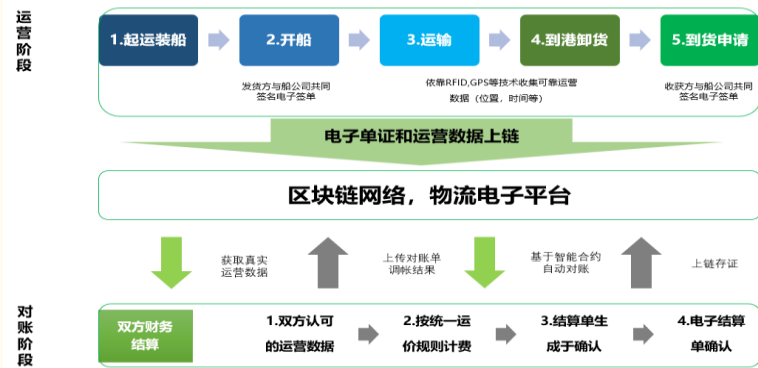 运营阶段
1.起运装船
2.开船
3.运输
4.到港卸货
5.到货申请
发货方与船公司共同
签名电子签单
依靠RFID,GPS等技术收集可靠运营
数据（位置，时间等）
收获方与船公司共同
签名电子签单
电子单证和运营数据上链
区块链网络，物流电子平台
获取真实
运营数据
上传对账单
调帐结果
基于智能合约
自动对账
上链存证
对账阶段
双方财务
结算
1.双方认可
的运营数据
2.按统一运
价规则计费
3.结算单生
成于确认
4.电子结算
单确认